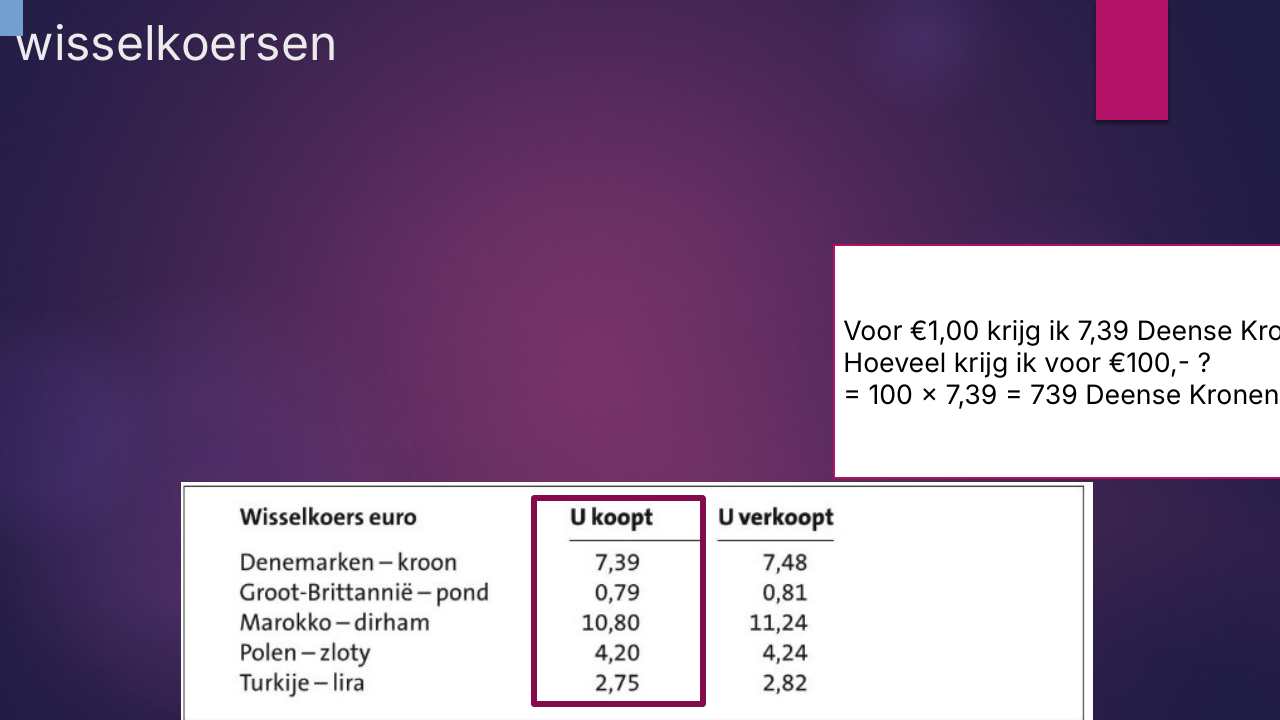 wisselkoersen
Voor €1,00 krijg ik 7,39 Deense
Hoeveel krijg ik voor €100,- ?
= 100 × 7,39 = 739 Deense Kronen
Wisselkoers euro U koopt U verkoopt
Denemarken – kroon 7,39 7,48
Groot-Brittannië – pond 0,79 0,81
Marokko – dirham 10,80 11,24
Polen – zloty 4,20 4,24
Turkije – lira 2,75 2,82